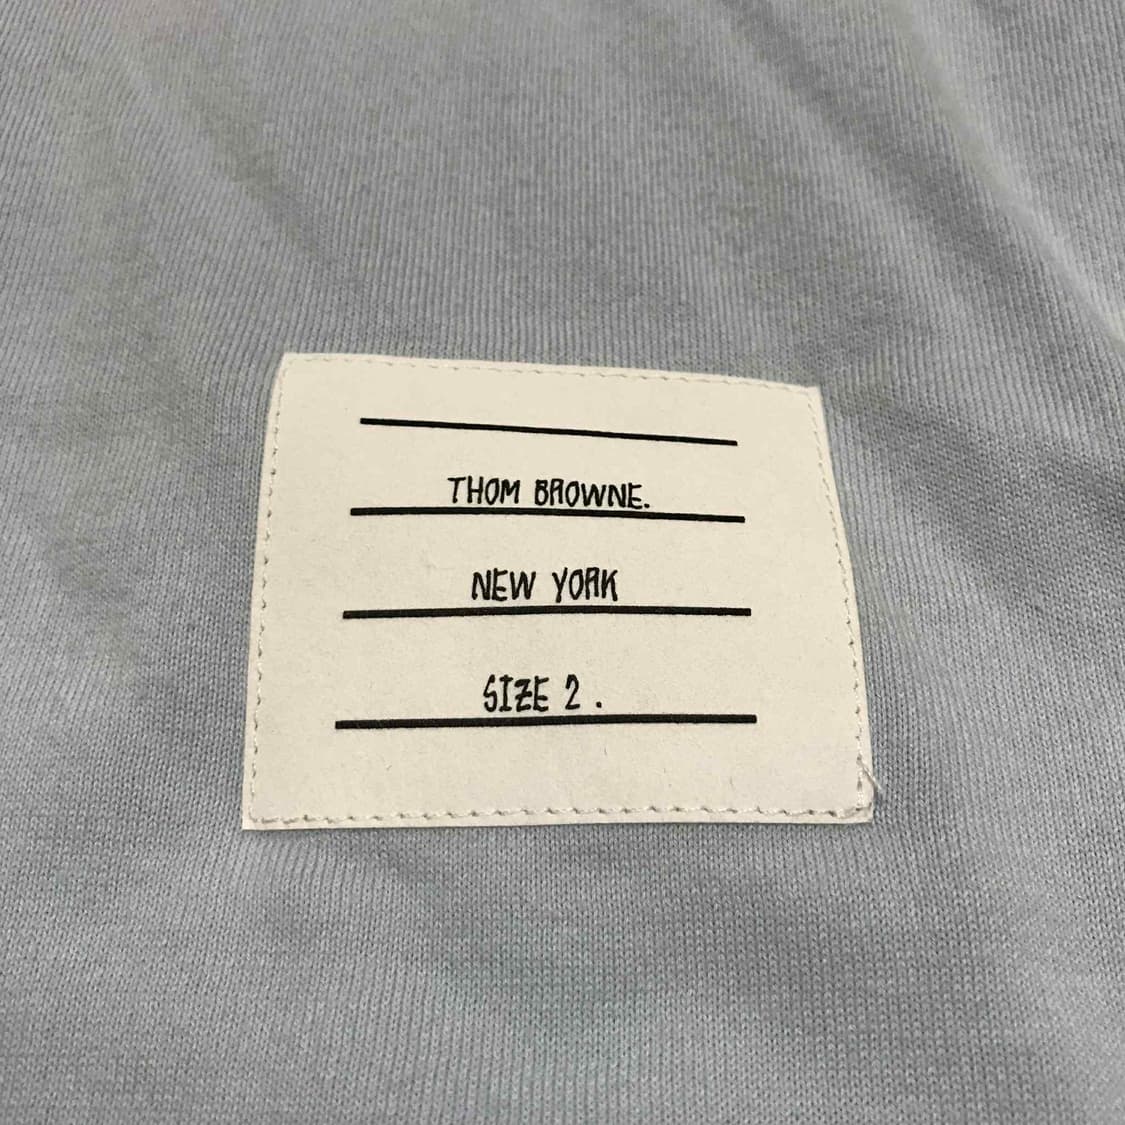 THOM BROWNE.
NEW YORK
SIZE 2 .